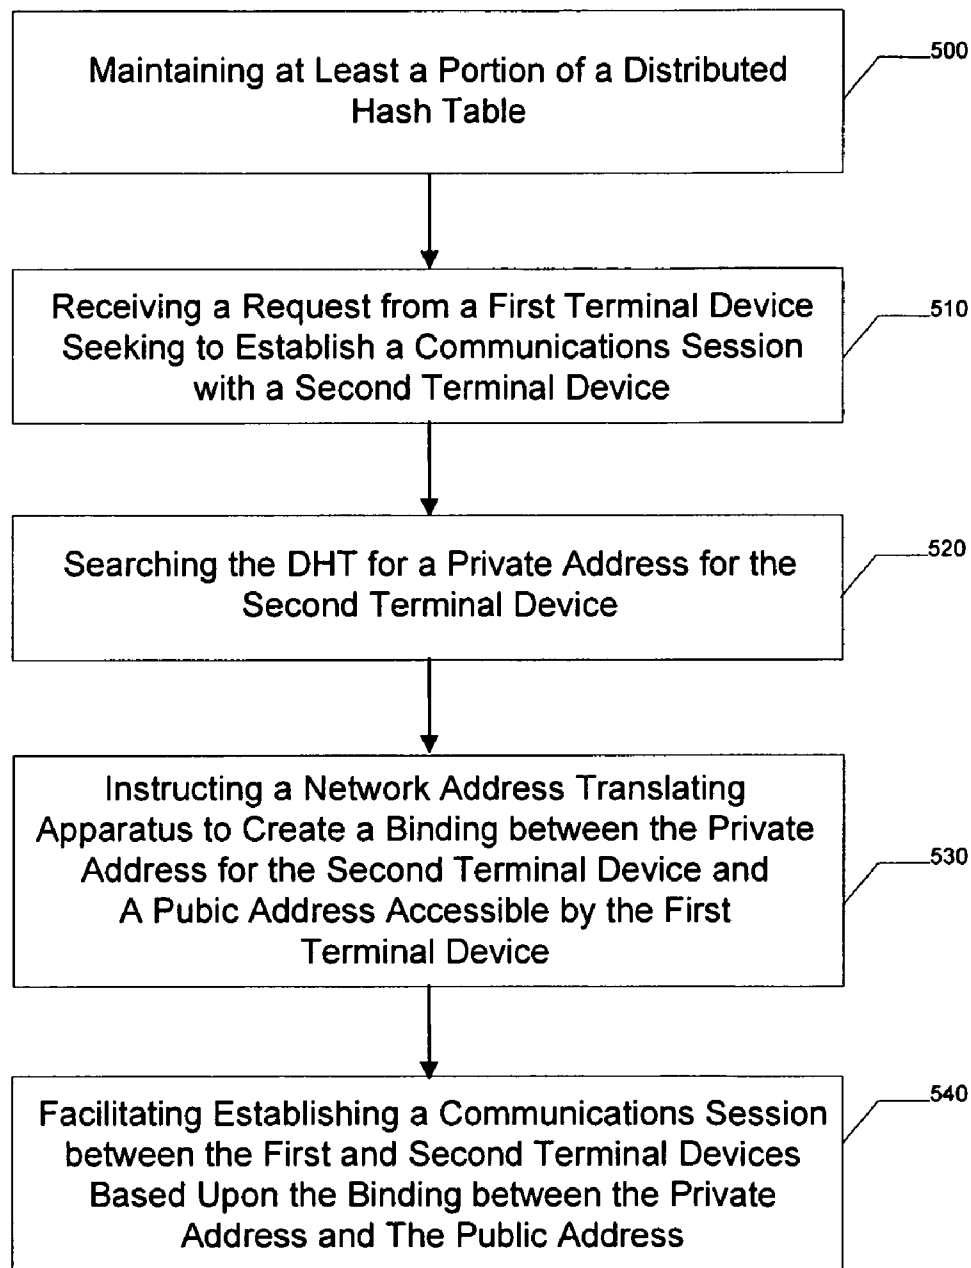 Maintaining at Least a Portion of a Distributed
Hash Table
500
Receiving a Request from a First Terminal Device
Seeking to Establish a Communications Session
with a Second Terminal Device
510
Searching the DHT for a Private Address for the
Second Terminal Device
520
Instructing a Network Address Translating
Apparatus to Create a Binding between the Private
Address for the Second Terminal Device and
A Pubic Address Accessible by the First
Terminal Device
530
Facilitating Establishing a Communications Session
between the First and Second Terminal Devices
Based Upon the Binding between the Private
Address and The Public Address
540